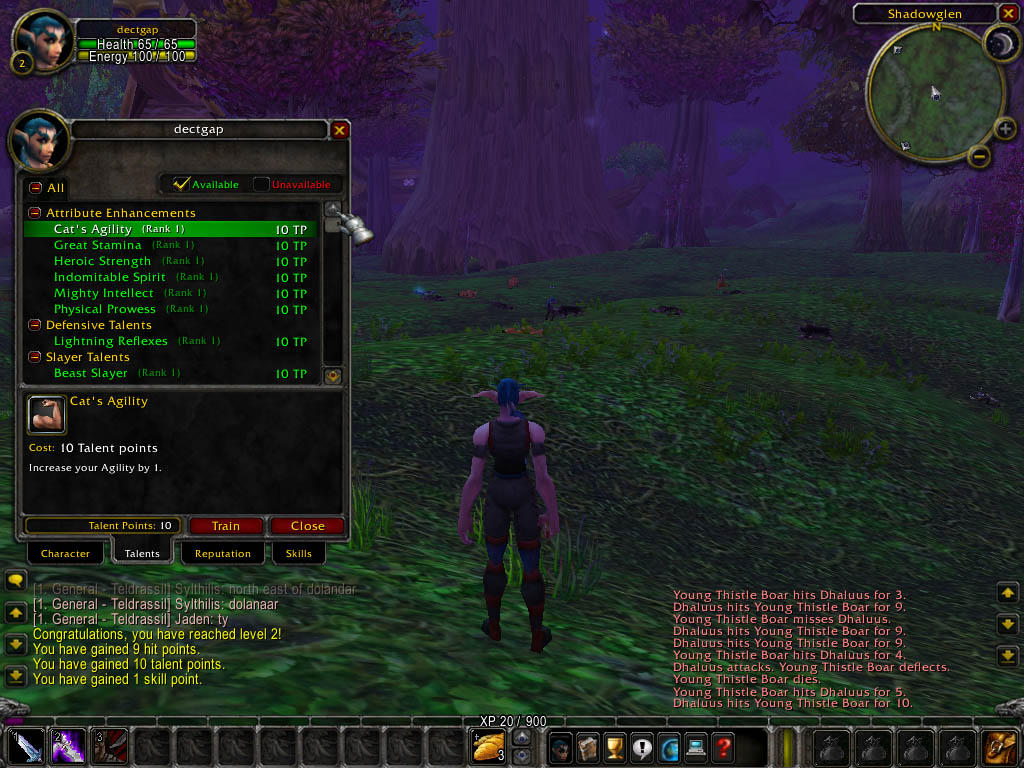 dectgap
Health 65 / 65
Energy 100 / 100
2
Shadowglen
N
dectgap
All
Available
Unavailable
Attribute Enhancements
Cat's Agility (Rank 1) 10 TP
Great Stamina (Rank 1) 10 TP
Heroic Strength (Rank 1) 10 TP
Indomitable Spirit (Rank 1) 10 TP
Mighty Intellect (Rank 1) 10 TP
Physical Prowess (Rank 1) 10 TP
Defensive Talents
Lightning Reflexes (Rank 1) 10 TP
Slayer Talents
Beast Slayer (Rank 1) 10 TP
Cat's Agility
Cost: 10 Talent points
Increase your Agility by 1.
Talent Points: 10
Train
Close
Character
Talents
Reputation
Skills
[1. General - Teldrassil] Sylthilis: north east of dolandar
[1. General - Teldrassil] Sylthilis: dolanaar
[1. General - Teldrassil] Jaden: ty
Congratulations, you have reached level 2!
You have gained 9 hit points.
You have gained 10 talent points.
You have gained 1 skill point.
Young Thistle Boar hits Dhaluus for 3.
Dhaluus hits Young Thistle Boar for 9.
Young Thistle Boar misses Dhaluus.
Dhaluus hits Young Thistle Boar for 9.
Dhaluus hits Young Thistle Boar for 9.
Young Thistle Boar hits Dhaluus for 4.
Dhaluus attacks. Young Thistle Boar deflects.
Young Thistle Boar dies.
Young Thistle Boar hits Dhaluus for 5.
Dhaluus hits Young Thistle Boar for 10.
XP 20 / 900
1
2
3
3